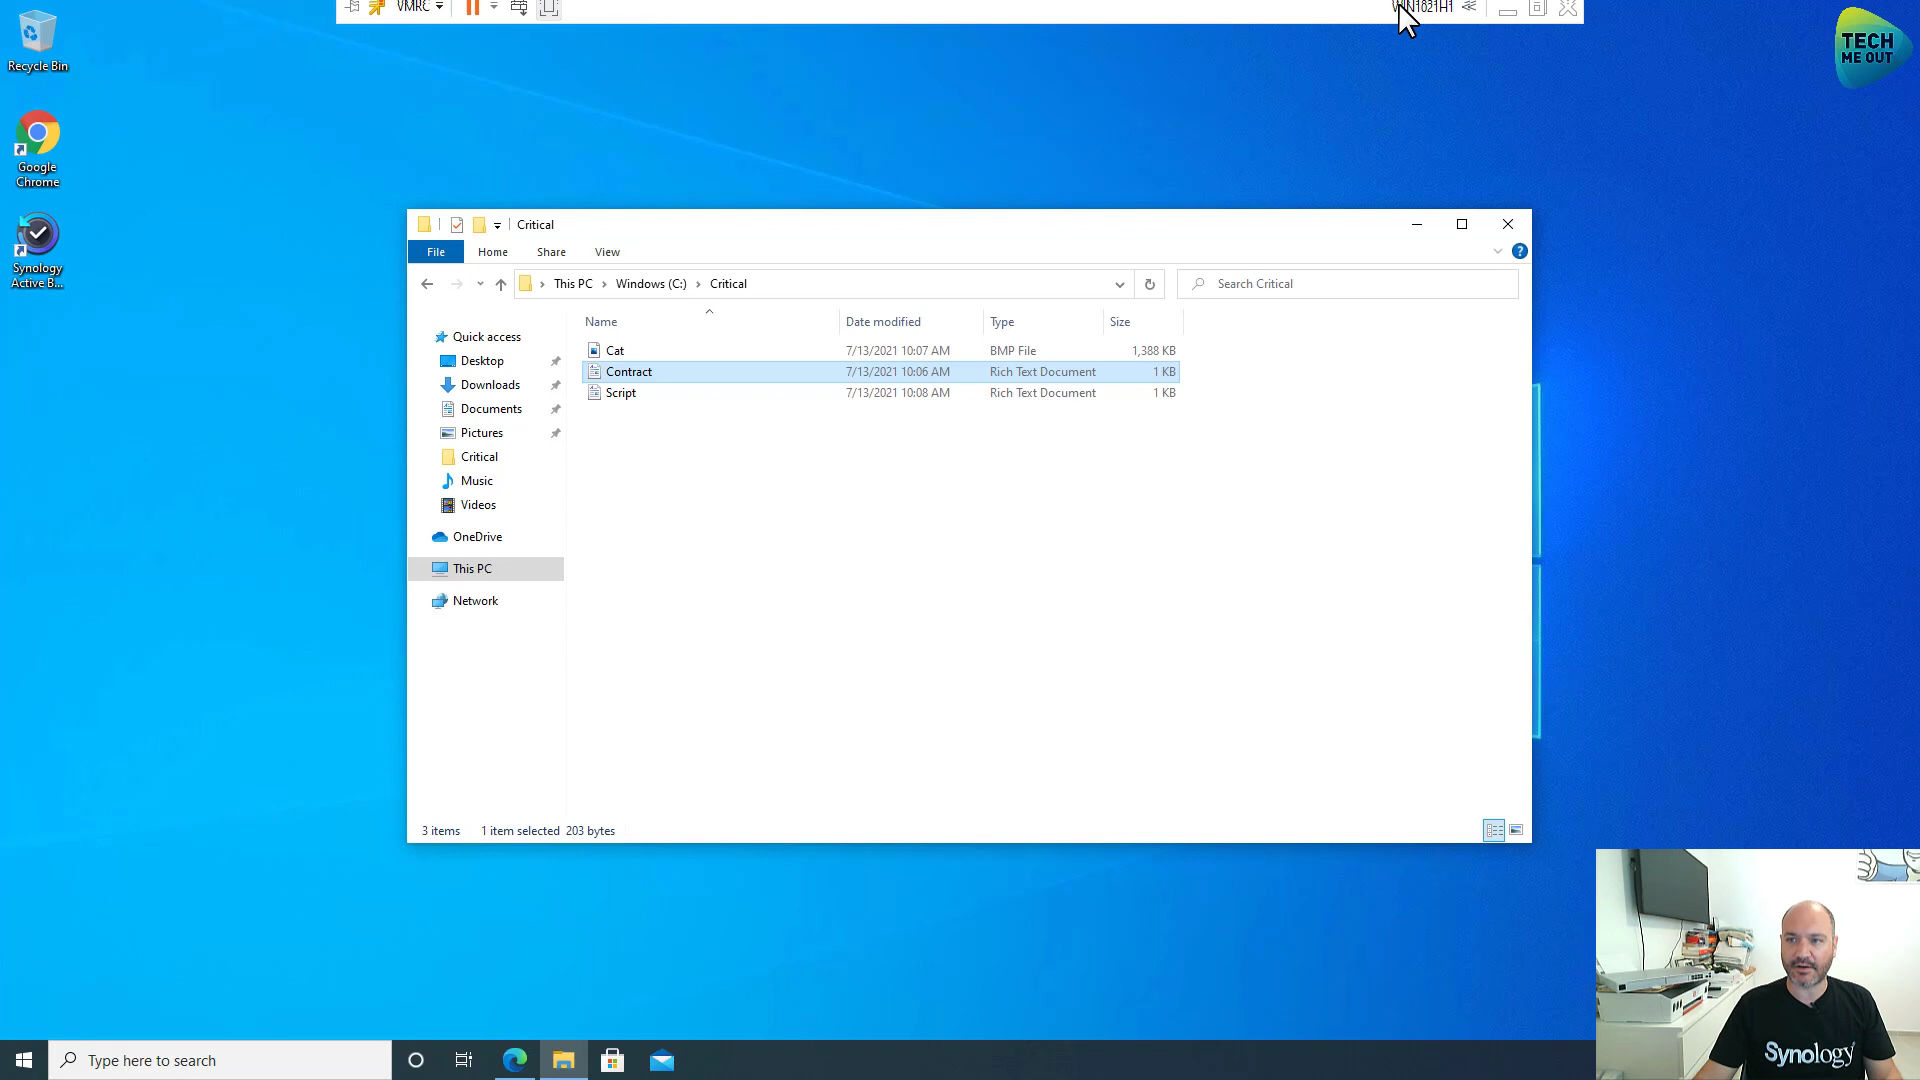 VMRC
WIN1021H1
TECH
ME OUT
Recycle Bin
Google
Chrome
Synology
Active B...
Critical
File Home Share View
This PC Windows (C:) Critical
Search Critical
Name Date modified Type Size
Cat 7/13/2021 10:07 AM BMP File 1,388 KB
Contract 7/13/2021 10:06 AM Rich Text Document 1 KB
Script 7/13/2021 10:08 AM Rich Text Document 1 KB
Quick access
Desktop
Downloads
Documents
Pictures
Critical
Music
Videos
OneDrive
This PC
Network
3 items 1 item selected 203 bytes
Type here to search
Synology